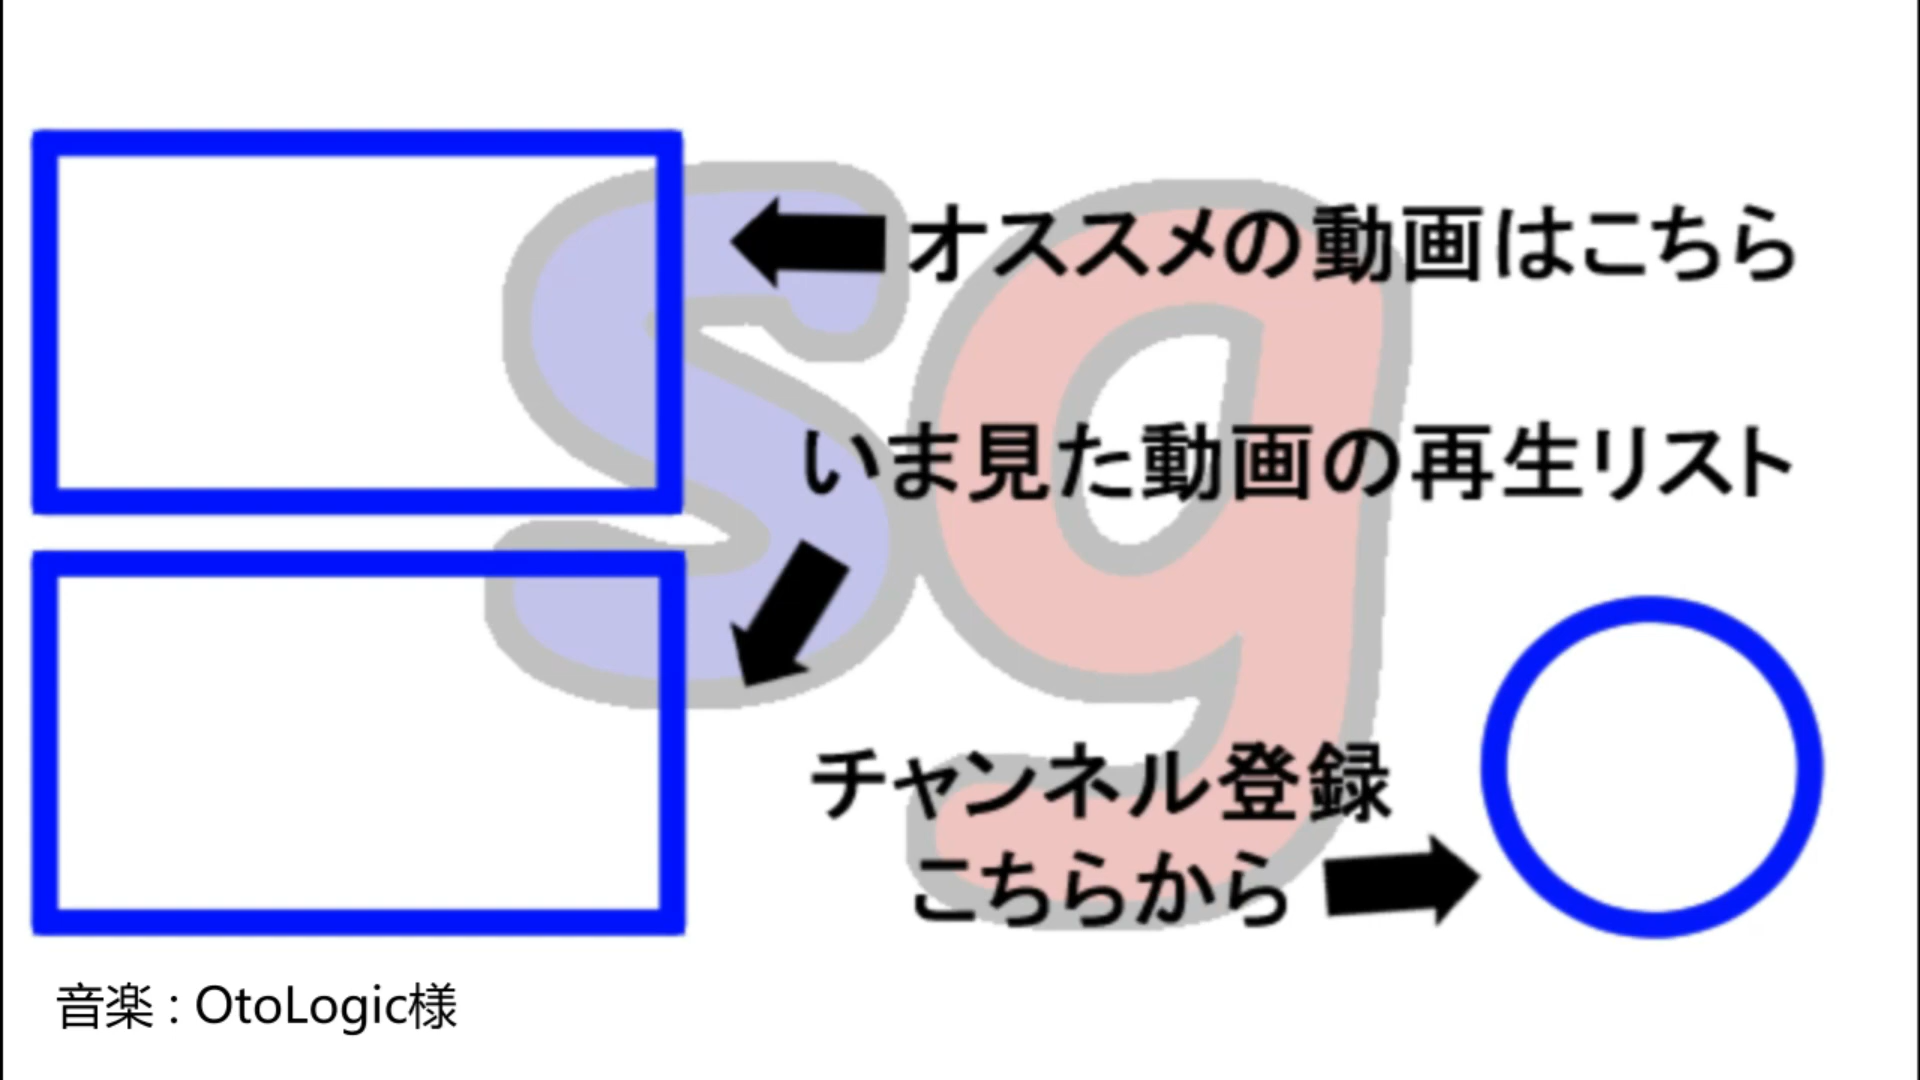 sg
オススメの動画はこちら
いま見た動画の再生リスト
チャンネル登録
こちらから
音楽 : OtoLogic様